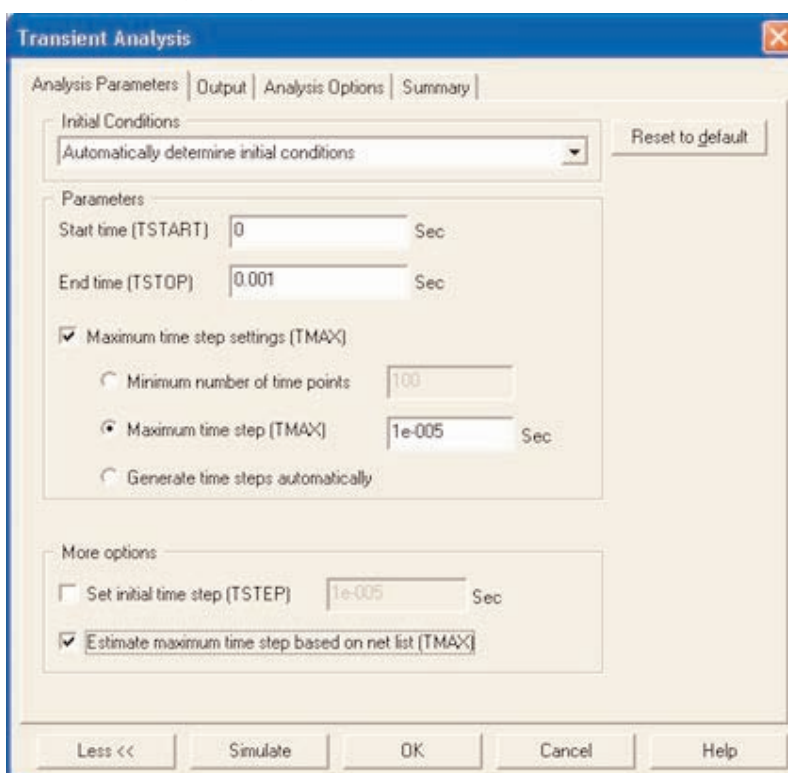 Transient Analysis
Analysis Parameters Output Analysis Options Summary
Initial Conditions
Automatically determine initial conditions
Reset to default
Parameters
Start time (TSTART) 0 Sec
End time (TSTOP) 0.001 Sec
Maximum time step settings (TMAX)
Minimum number of time points 100
Maximum time step (TMAX) 1e-005 Sec
Generate time steps automatically
More options
Set initial time step (TSTEP) 1e-005 Sec
Estimate maximum time step based on net list (TMAX)
Less << Simulate OK Cancel Help